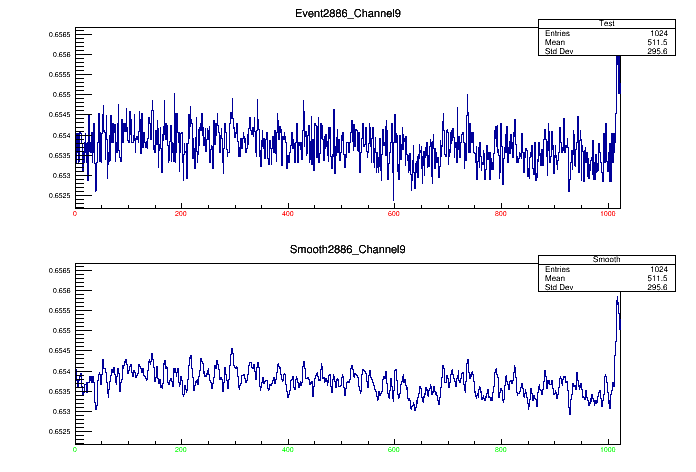 Event2886_Channel9
Test
Entries 1024
Mean 511.5
Std Dev 295.6
0.6565
0.656
0.6555
0.655
0.6545
0.654
0.6535
0.653
0.6525
0 200 400 600 800 1000
Smooth2886_Channel9
Smooth
Entries 1024
Mean 511.5
Std Dev 295.6
0.6565
0.656
0.6555
0.655
0.6545
0.654
0.6535
0.653
0.6525
0 200 400 600 800 1000